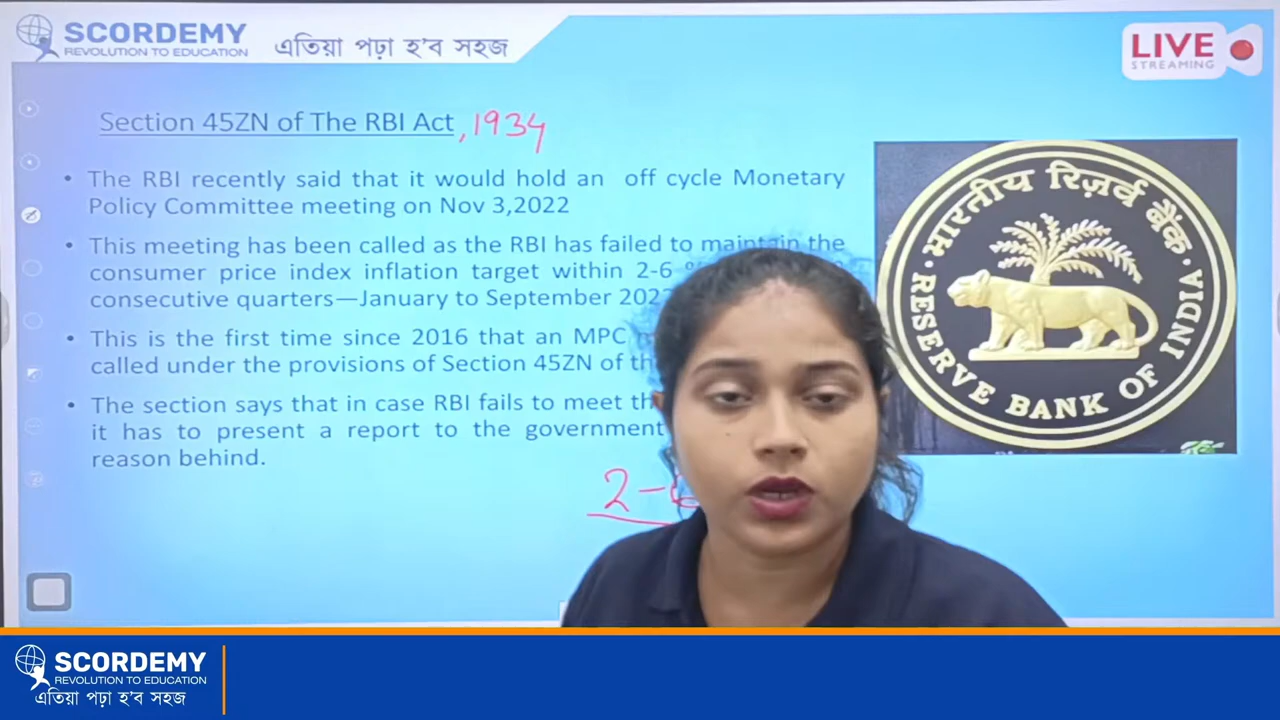 SCORDEMY
REVOLUTION TO EDUCATION
এতিয়া পঢ়া হ'ব সহজ
LIVE
STREAMING
Section 45ZN of The RBI Act ,1934
• The RBI recently said that it would hold an off cycle Monetary
Policy Committee meeting on Nov 3,2022
• This meeting has been called as the RBI has failed to maintain the
consumer price index inflation target within 2-6
consecutive quarters—January to September 2022
• This is the first time since 2016 that an MPC
called under the provisions of Section 45ZN of
• The section says that in case RBI fails to meet
it has to present a report to the government
reason behind.
2-6
भारतीय रिज़र्व बैंक
RESERVE BANK OF INDIA
SCORDEMY
REVOLUTION TO EDUCATION
এতিয়া পঢ়া হ'ব সহজ